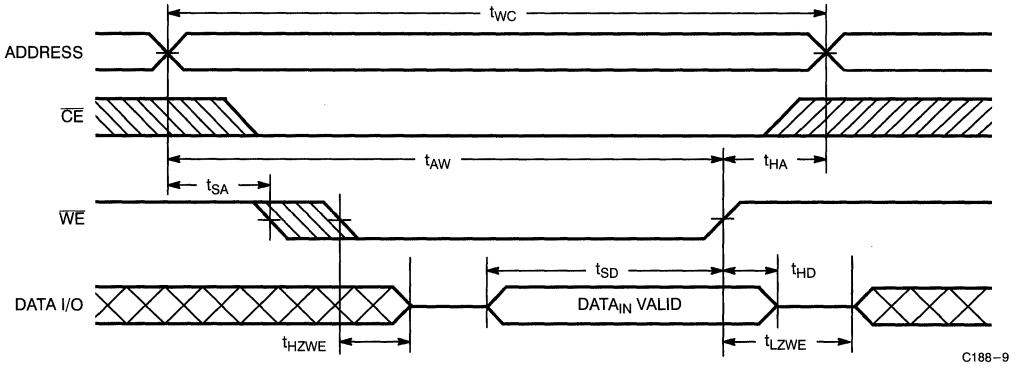 tWC
ADDRESS
CE
tAW
tHA
tSA
WE
tSD
tHD
DATA I/O
DATAIN VALID
tHZWE
tLZWE
C188-9